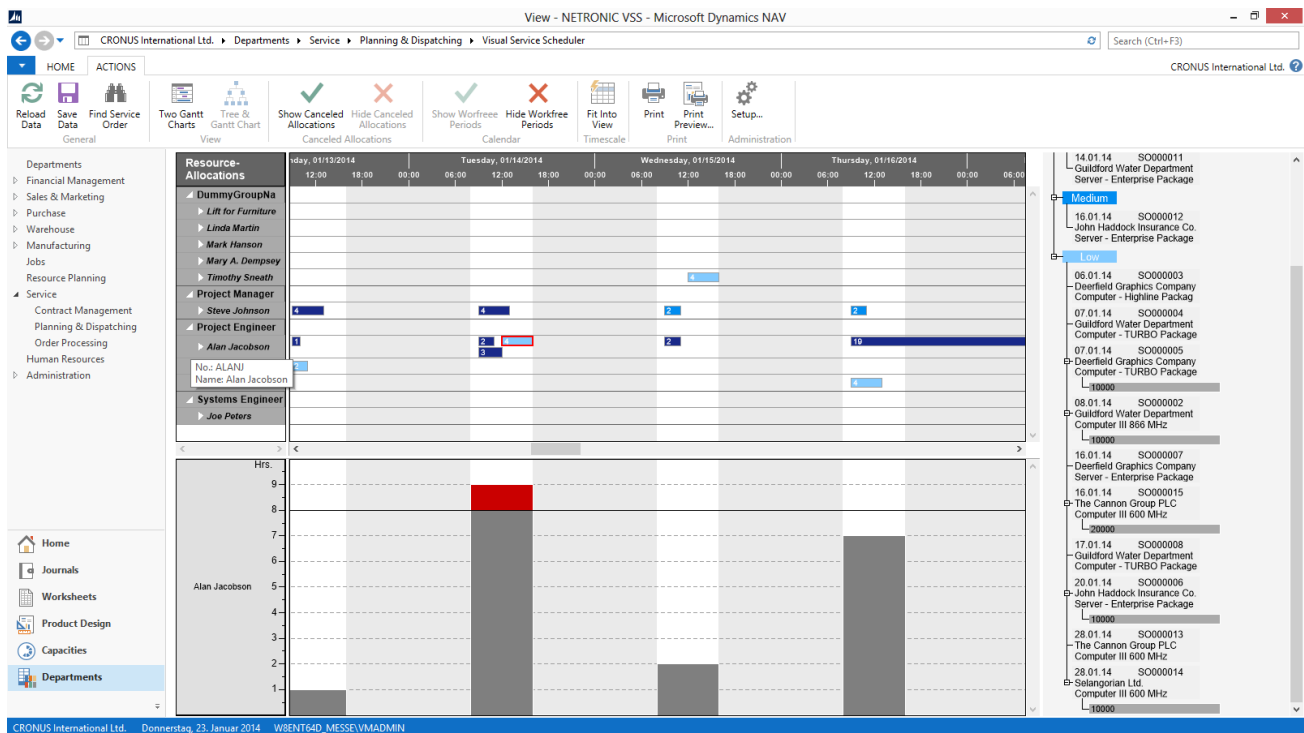 View - NETRONIC VSS - Microsoft Dynamics NAV
CRONUS International Ltd. Departments Service Planning & Dispatching Visual Service Scheduler
Search (Ctrl+F3)
HOME ACTIONS
CRONUS International Ltd.
Reload Data
Save Data
Find Service Order
Two Gantt Charts
Tree & Gantt Chart
Show Canceled Allocations
Hide Canceled Allocations
Show Worfreee Periods
Hide Workfree Periods
Fit Into View
Print
Print Preview...
Setup...
General View Canceled Allocations Calendar Timescale Print Administration
Departments
Financial Management
Sales & Marketing
Purchase
Warehouse
Manufacturing
Jobs
Resource Planning
Service
Contract Management
Planning & Dispatching
Order Processing
Human Resources
Administration
Home
Journals
Worksheets
Product Design
Capacities
Departments
Resource-
Allocations
day, 01/13/2014 Tuesday, 01/14/2014 Wednesday, 01/15/2014 Thursday, 01/16/2014
12:00 18:00 00:00 06:00 12:00 18:00 00:00 06:00 12:00 18:00 00:00 06:00 12:00 18:00 00:00 06:00
DummyGroupNa
Lift for Furniture
Linda Martin
Mark Hanson
Mary A. Dempsey
Timothy Sneath
4
Project Manager
Steve Johnson
4 4 2 2
Project Engineer
Alan Jacobson
1 2 4 2 19
3
No.: ALANJ
Name: Alan Jacobson
2
4
Systems Engineer
Joe Peters
Hrs.
9
8
7
6
Alan Jacobson
5
4
3
2
1
14.01.14 SO000011
Guildford Water Department
Server - Enterprise Package
Medium
16.01.14 SO000012
John Haddock Insurance Co.
Server - Enterprise Package
Low
06.01.14 SO000003
Deerfield Graphics Company
Computer - Highline Packag
07.01.14 SO000004
Guildford Water Department
Computer - TURBO Package
07.01.14 SO000005
Deerfield Graphics Company
Computer - TURBO Package
10000
08.01.14 SO000002
Guildford Water Department
Computer III 866 MHz
10000
16.01.14 SO000007
Deerfield Graphics Company
Server - Enterprise Package
16.01.14 SO000015
The Cannon Group PLC
Computer III 600 MHz
20000
17.01.14 SO000008
Guildford Water Department
Computer - TURBO Package
20.01.14 SO000006
John Haddock Insurance Co.
Server - Enterprise Package
10000
28.01.14 SO000013
The Cannon Group PLC
Computer III 600 MHz
28.01.14 SO000014
Selangorian Ltd.
Computer III 600 MHz
10000
CRONUS International Ltd. Donnerstag, 23. Januar 2014 W8ENT64D_MESSE\VMADMIN